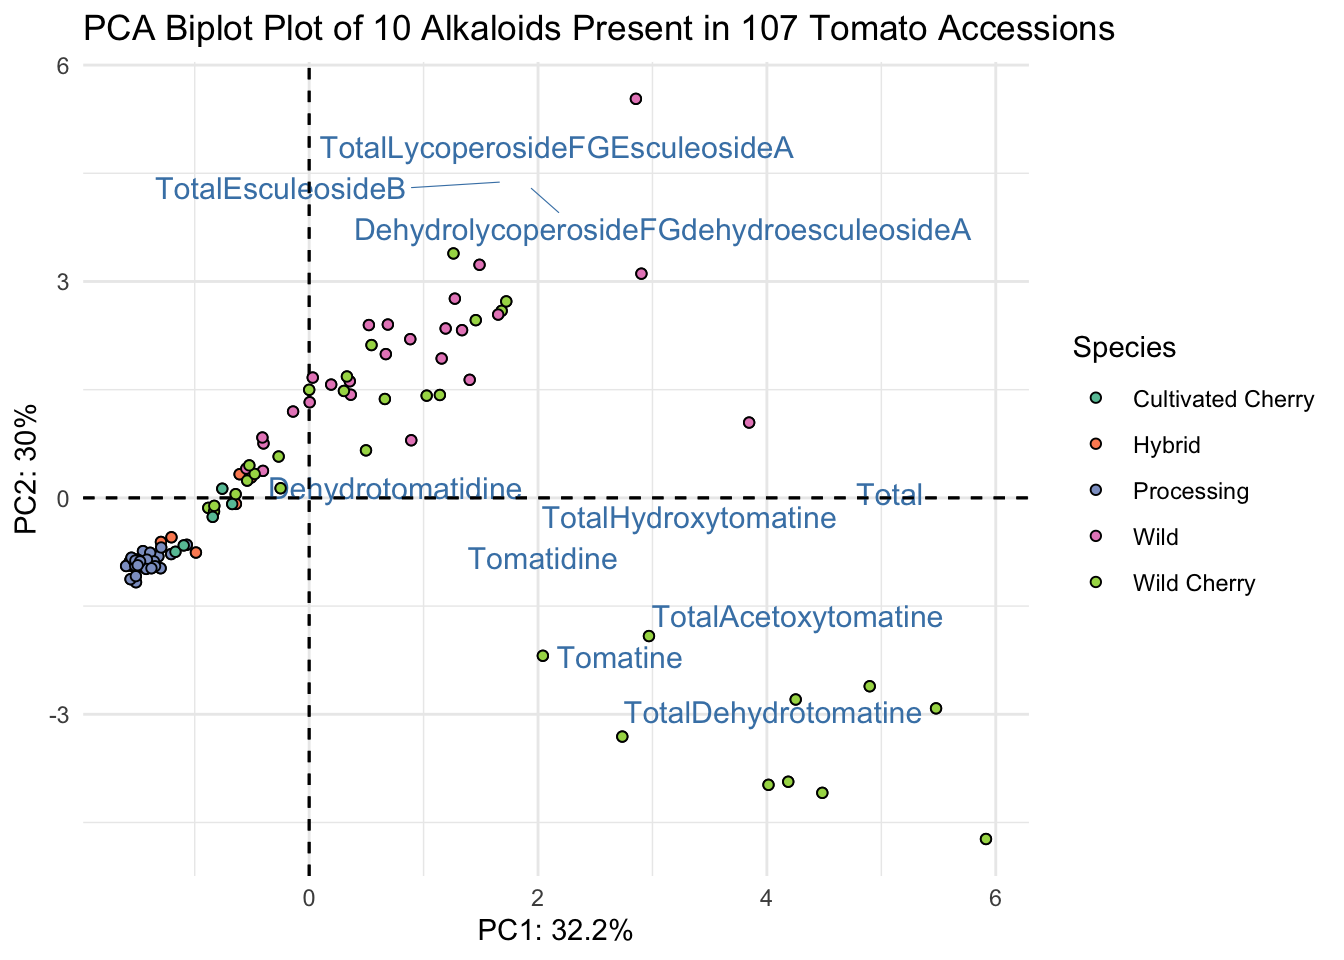 PCA Biplot Plot of 10 Alkaloids Present in 107 Tomato Accessions
6
3
0
-3
PC2: 30%
TotalLycoperosideFGEsculeosideA
TotalEsculeosideB
DehydrolycoperosideFGdehydroesculeosideA
Dehydrotomatidine
Total
TotalHydroxytomatine
Tomatidine
TotalAcetoxytomatine
Tomatine
TotalDehydrotomatine
0
2
4
6
PC1: 32.2%
Species
Cultivated Cherry
Hybrid
Processing
Wild
Wild Cherry